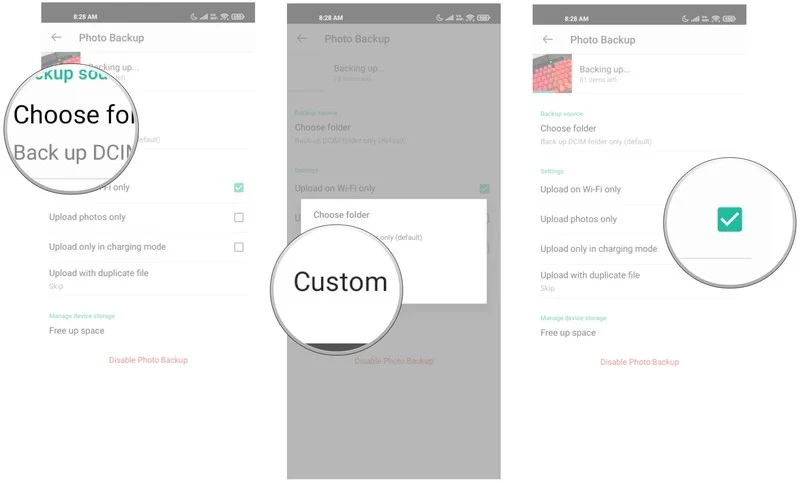 8:28 AM
Photo Backup
Backup sou
Backing up...
left
Choose fol
(default)
Back up DCIM
Wi-Fi only
Upload photos only
Upload only in charging mode
Upload with duplicate file
Skip
Manage device storage
Free up space
Disable Photo Backup
8:28 AM
Photo Backup
Backing up...
items left
Backup source
Choose folder
Back up DCIM folder only (default)
Settings
Upload on Wi-Fi only
Choose folder
only (default)
Custom
Disable Photo Backup
8:28 AM
Photo Backup
Backing up...
61 items left
Backup source
Choose folder
Back up DCIM folder only (default)
Settings
Upload on Wi-Fi only
Upload photos only
Upload only in charging mode
Upload with duplicate file
Skip
Manage device storage
Free up space
Disable Photo Backup